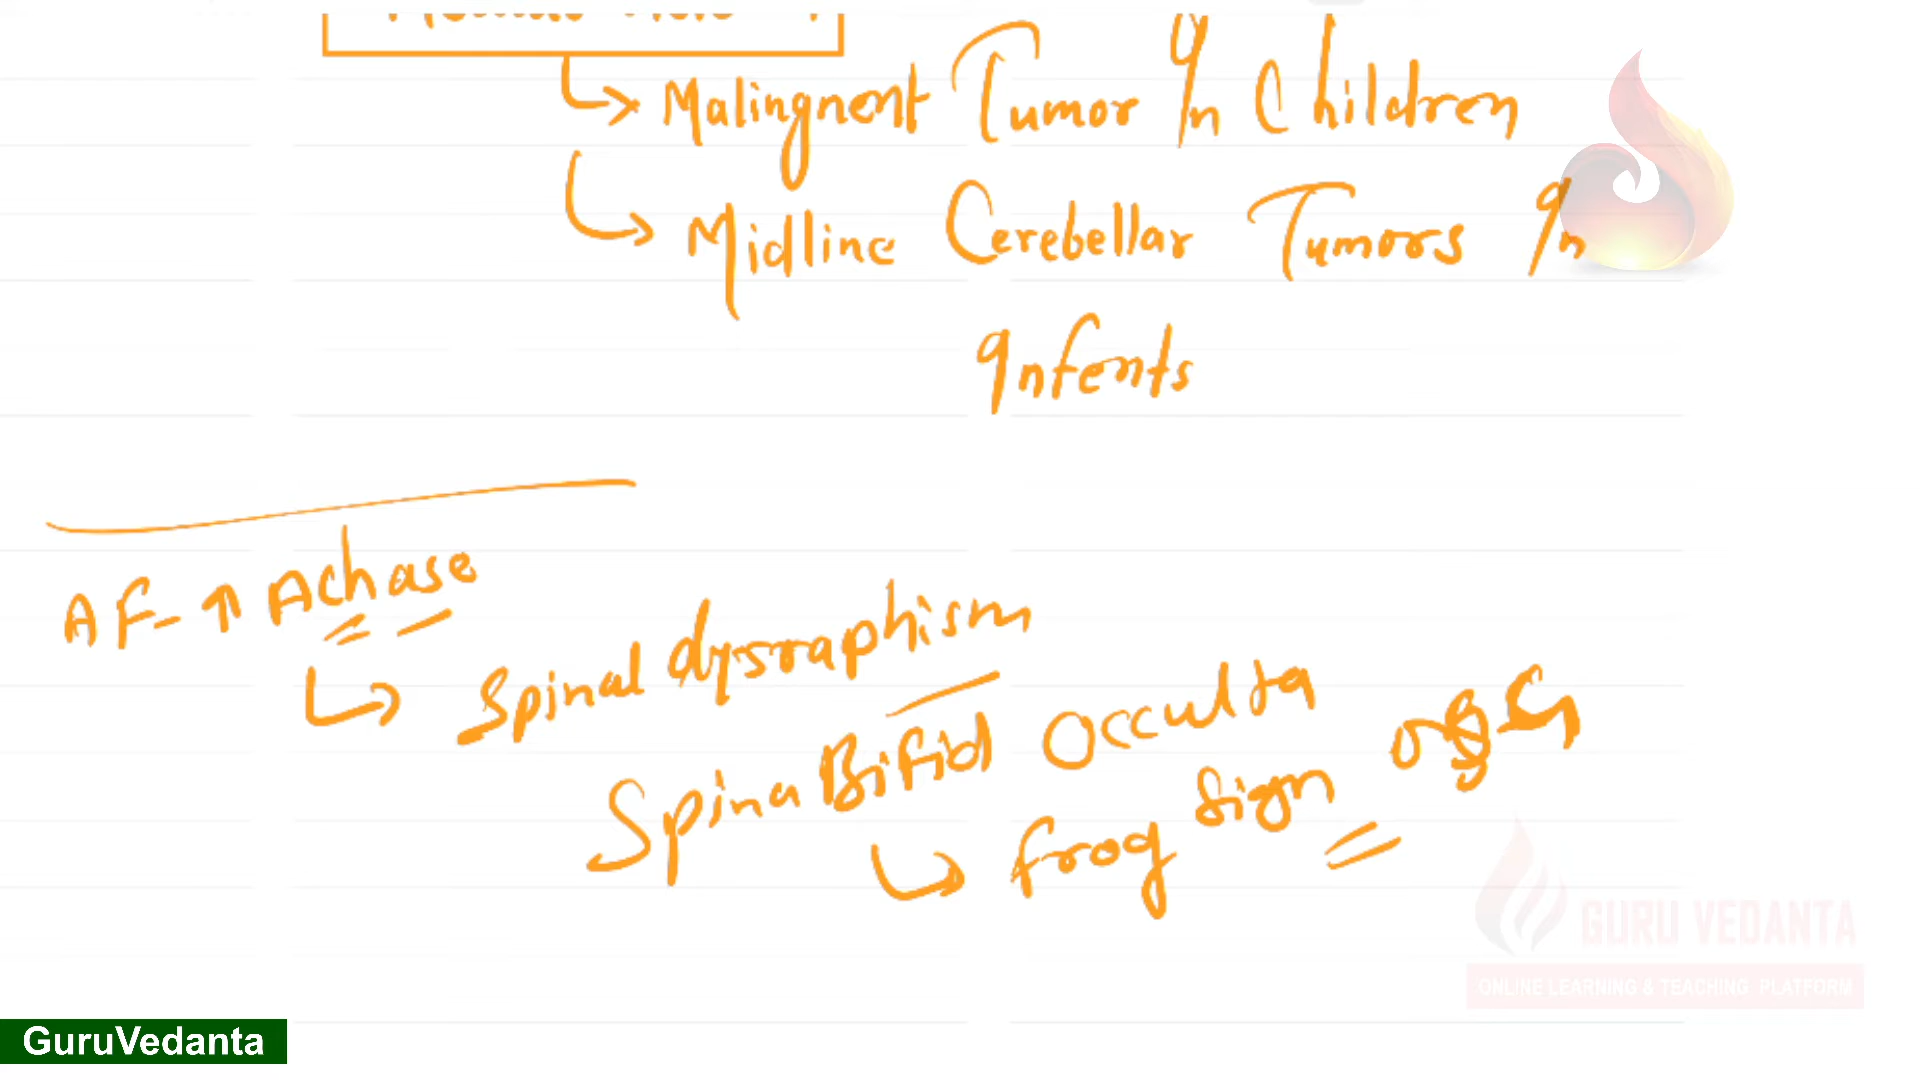 Malingnent Tumor In Children
Midline Cerebellar Tumors In
Infents
AF- ↑ Achase
Spinal dysraphism
Spina Bifid Occulta
frog sign
GURU VEDANTA
ONLINE LEARNING & TEACHING PLATFORM
GuruVedanta